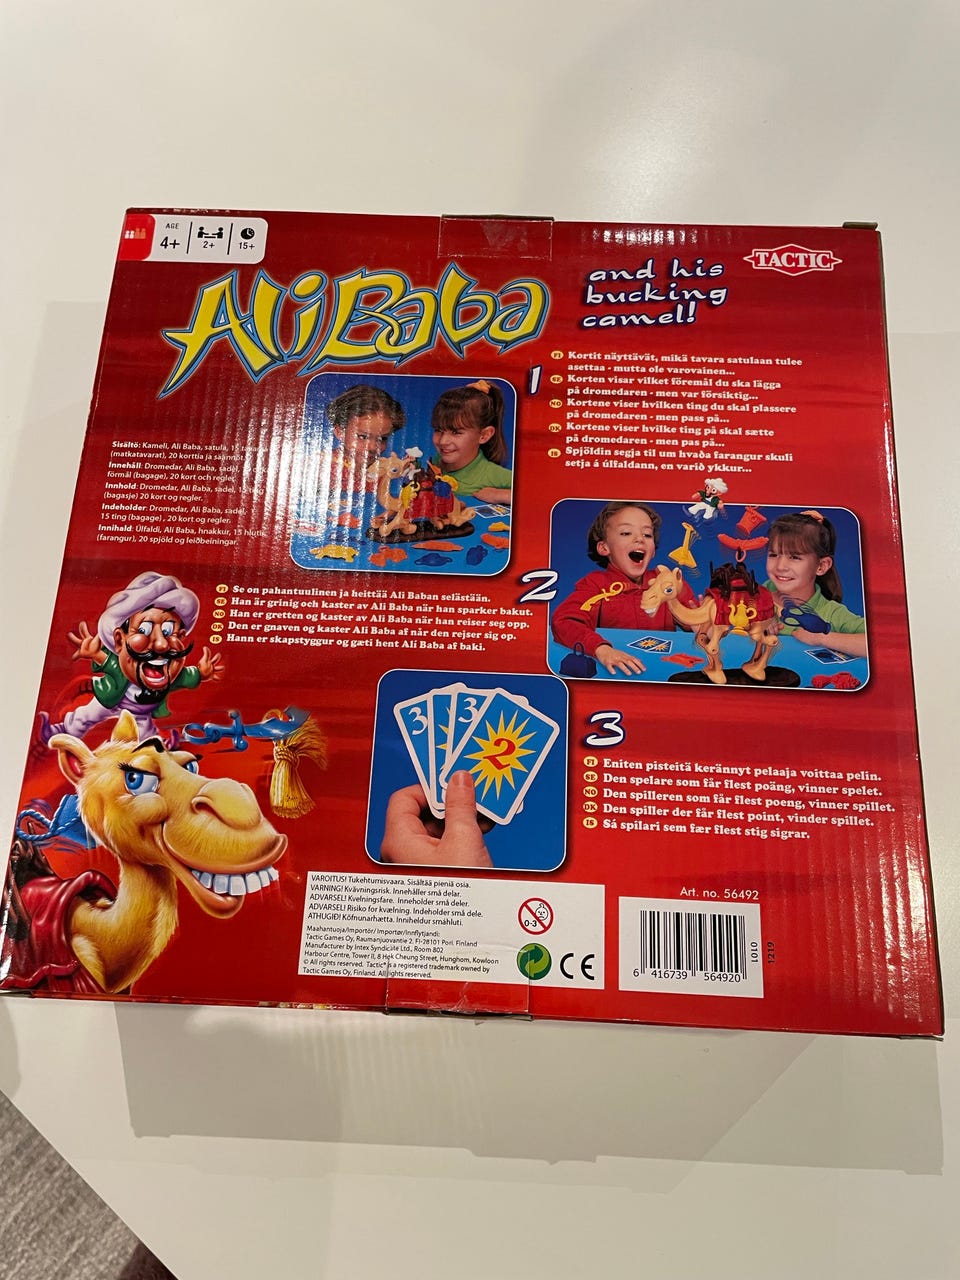 AGE
4+
2+
15+
AliBaba
and his
bucking
camel!
TACTIC
1
FI Kortit näyttävät, mikä tavara satulaan tulee
asettaa - mutta ole varovainen...
SE Korten visar vilket föremål du ska lägga
på dromedaren - men var försiktig...
NO Kortene viser hvilken ting du skal plassere
på dromedaren - men pass på...
DK Kortene viser hvilke ting på skal sætte
på dromedaren - men pas på...
IS Spjöldin segja til um hvaða farangur skuli
setja á úlfaldann, en varið ykkur...
Sisältö: Kameli, Ali Baba, satula, 15
(matkatavarat), 20 korttia ja säännöt.
Innehåll: Dromedar, Ali Baba, sadel,
förmål (bagage), 20 kort och regler.
Innhold: Dromedar, Ali Baba, sadel, 15 ting
(bagasje) 20 kort og regler.
Indeholder: Dromedar, Ali Baba, sadel,
15 ting (bagage) , 20 kort og regler.
Innihald: Úlfaldi, Ali Baba, hnakkur, 15 hlutir
(farangur), 20 spjöld og leiðbeiningar.
2
FI Se on pahantuulinen ja heittää Ali Baban selästään.
SE Han är grinig och kaster av Ali Baba när han sparker bakut.
NO Han er gretten og kaster av Ali Baba når han reiser seg opp.
DK Den er gnaven og kaster Ali Baba af når den rejser sig op.
IS Hann er skapstyggur og gæti hent Ali Baba af baki.
3
3
2
3
FI Eniten pisteitä kerännyt pelaaja voittaa pelin.
SE Den spelare som får flest poäng, vinner spelet.
NO Den spilleren som får flest poeng, vinner spillet.
DK Den spiller der får flest point, vinder spillet.
IS Sá spilari sem fær flest stig sigrar.
VAROITUS! Tukehtumisvaara. Sisältää pieniä osia.
VARNING! Kvävningsrisk. Innehåller små delar.
ADVARSEL! Kvelningsfare. Inneholder små deler.
ADVARSEL! Risiko for kvælning. Indeholder små dele.
ATHUGIÐ! Köfnunarhætta. Inniheldur smáhluti.
Maahantuoja/Importör/ Importør/Innflytjandi:
Tactic Games Oy, Raumanjuovantie 2, FI-28101 Pori. Finland
Manufacturer by Intex Syndicate Ltd., Room 802
Harbour Centre, Tower II, 8 Hok Cheung Street, Hunghom, Kowloon
© All rights reserved. Tactic® is a registered trademark owned by
Tactic Games Oy, Finland. All rights reserved.
0-3
CE
Art. no. 56492
6 416739 564920
1010
1219